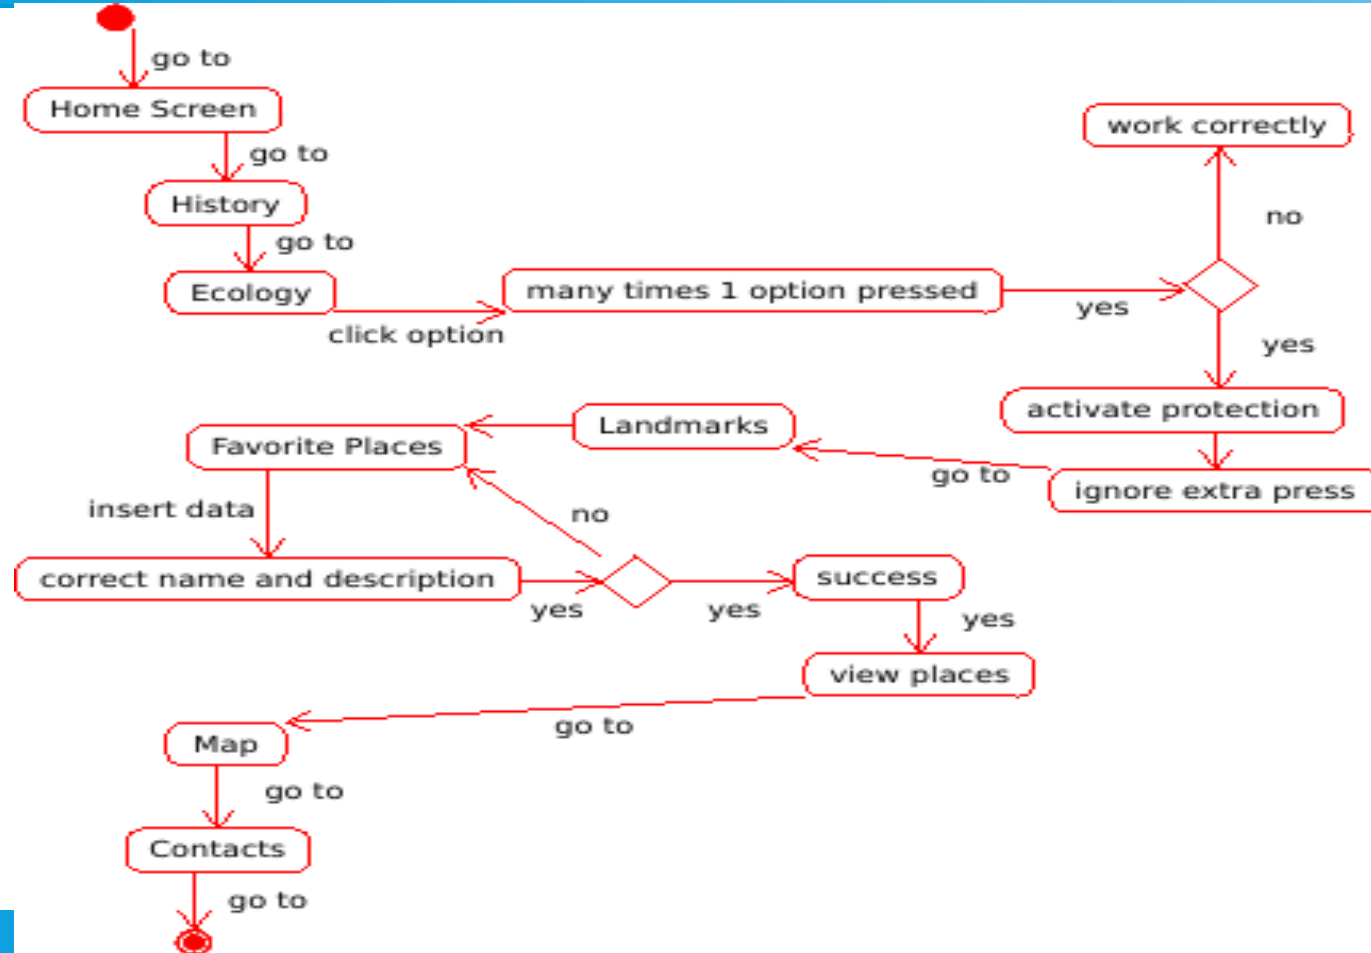 go to
Home Screen
work correctly
go to
History
no
go to
Ecology
many times 1 option pressed
yes
click option
yes
activate protection
Landmarks
Favorite Places
go to
ignore extra press
insert data
no
correct name and description
success
yes
yes
yes
view places
go to
Map
go to
Contacts
go to